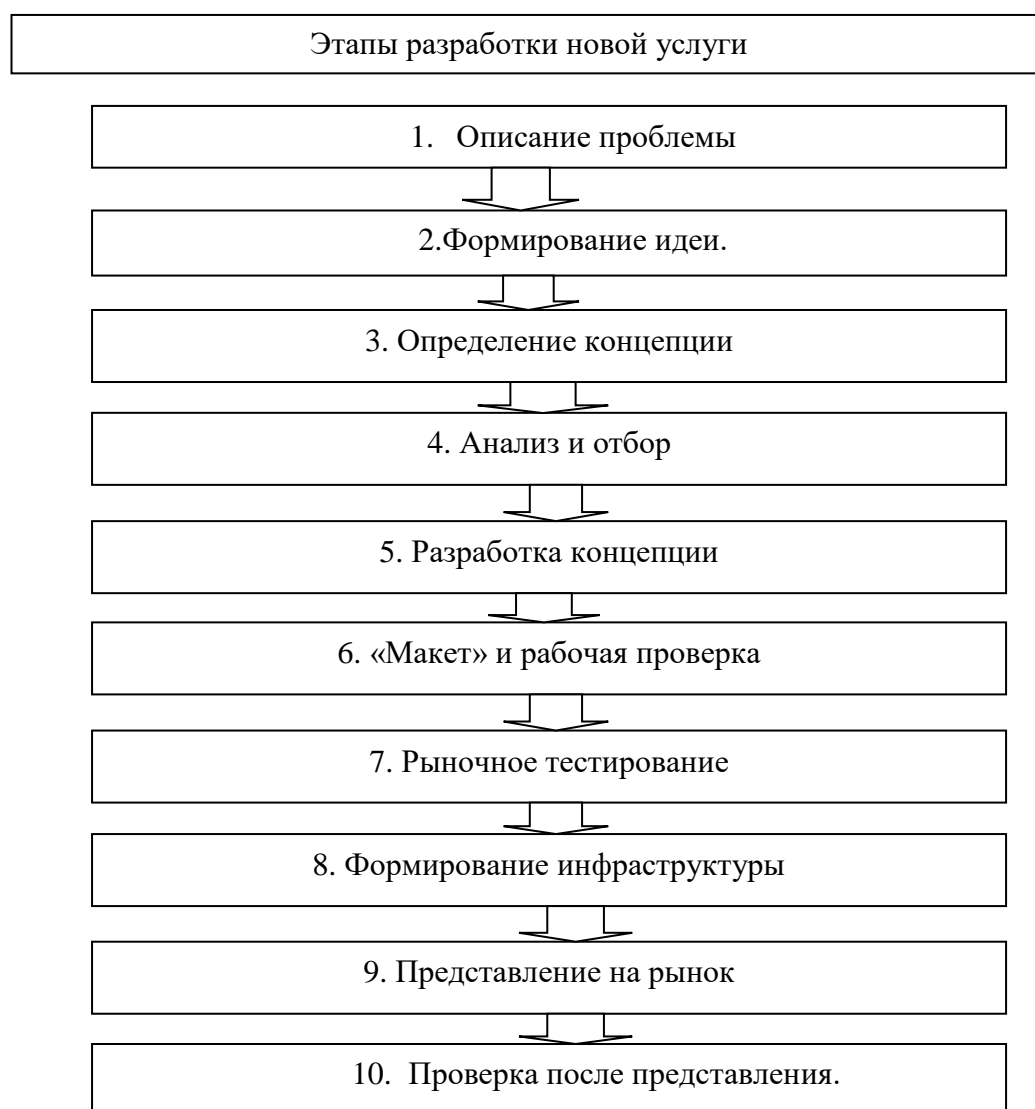 Этапы разработки новой услуги
1. Описание проблемы
2.Формирование идеи.
3. Определение концепции
4. Анализ и отбор
5. Разработка концепции
6. «Макет» и рабочая проверка
7. Рыночное тестирование
8. Формирование инфраструктуры
9. Представление на рынок
10. Проверка после представления.